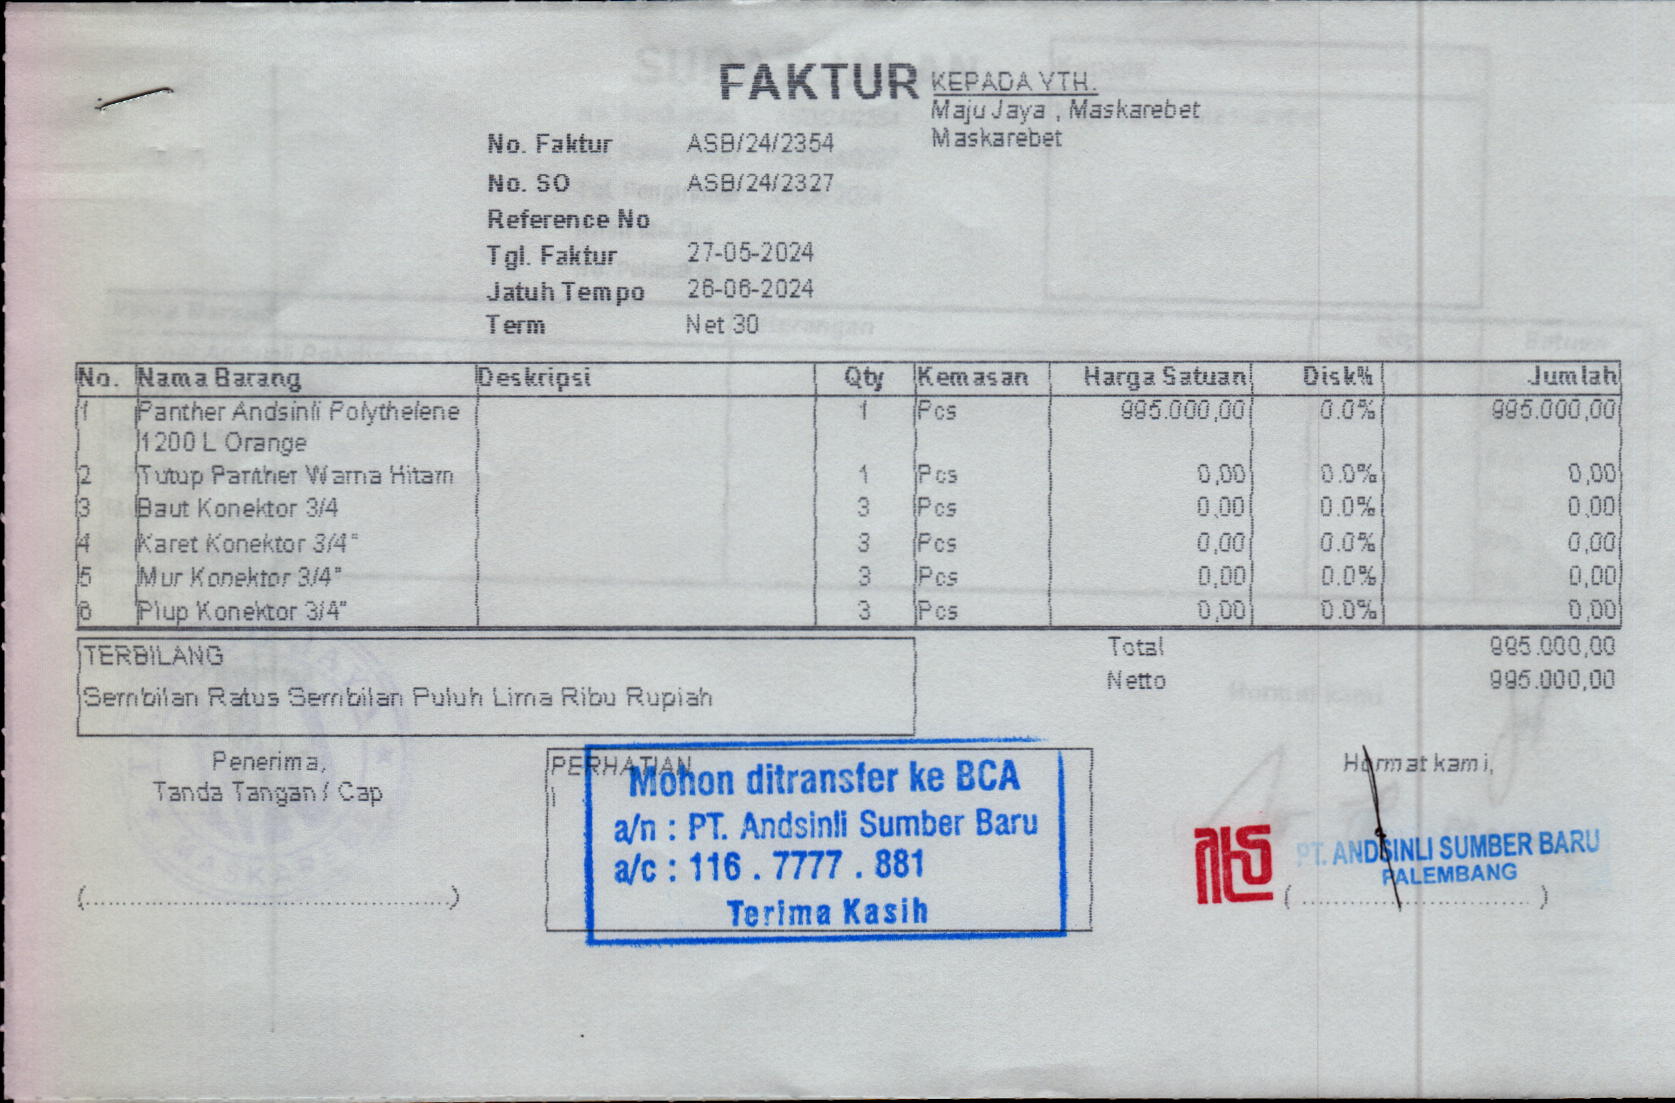 FAKTUR
KEPADA YTH.
Maju Jaya , Maskarebet
Maskarebet
No. Faktur ASB/24/2354
No. SO ASB/24/2327
Reference No
Tgl. Faktur 27-05-2024
Jatuh Tempo 26-06-2024
Term Net 30
No. Nama Barang Deskripsi Qty Kemasan Harga Satuan Disk% Jumlah
1 Panther Andsinli Polythelene 1 Pcs 995.000,00 0.0% 995.000,00
1200 L Orange
2 Tutup Panther Warna Hitam 1 Pcs 0,00 0.0% 0,00
3 Baut Konektor 3/4 3 Pcs 0,00 0.0% 0,00
4 Karet Konektor 3/4" 3 Pcs 0,00 0.0% 0,00
5 Mur Konektor 3/4" 3 Pcs 0,00 0.0% 0,00
6 Plup Konektor 3/4" 3 Pcs 0,00 0.0% 0,00
TERBILANG
Sembilan Ratus Sembilan Puluh Lima Ribu Rupiah
Total 995.000,00
Netto 995.000,00
Penerima,
Tanda Tangan / Cap
(..........................................)
PERHATIAN
Mohon ditransfer ke BCA
a/n : PT. Andsinli Sumber Baru
a/c : 116 . 7777 . 881
Terima Kasih
Hormat kami,
PT. ANDSINLI SUMBER BARU
PALEMBANG
(..........................)